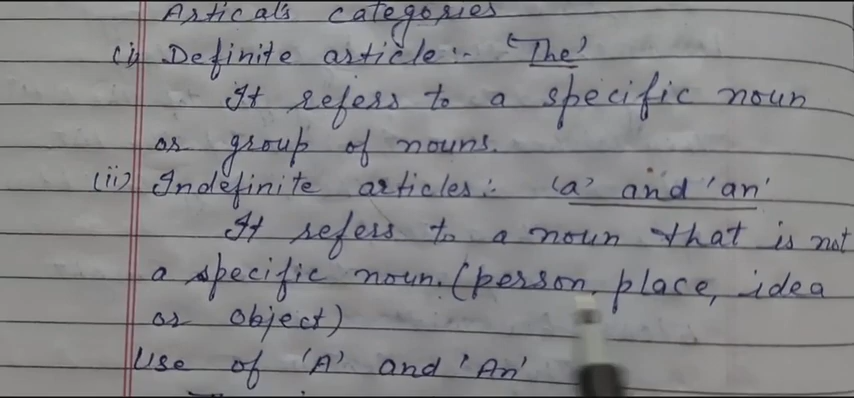 Artical's categories
(i) Definite article:- 'The'
It refers to a specific noun
or group of nouns.
(ii) Indefinite articles:- 'a' and 'an'
It refers to a noun that is not
a specific noun. (person, place, idea
or object)
Use of 'A' and 'An'